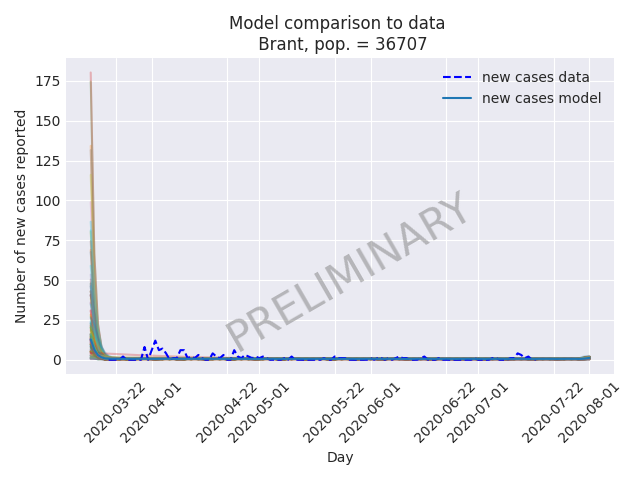 Model comparison to data
Brant, pop. = 36707
new cases data
new cases model
Number of new cases reported
175
150
125
100
75
50
25
0
PRELIMINARY
2020-03-22
2020-04-01
2020-04-22
2020-05-01
2020-05-22
2020-06-01
2020-06-22
2020-07-01
2020-07-22
2020-08-01
Day